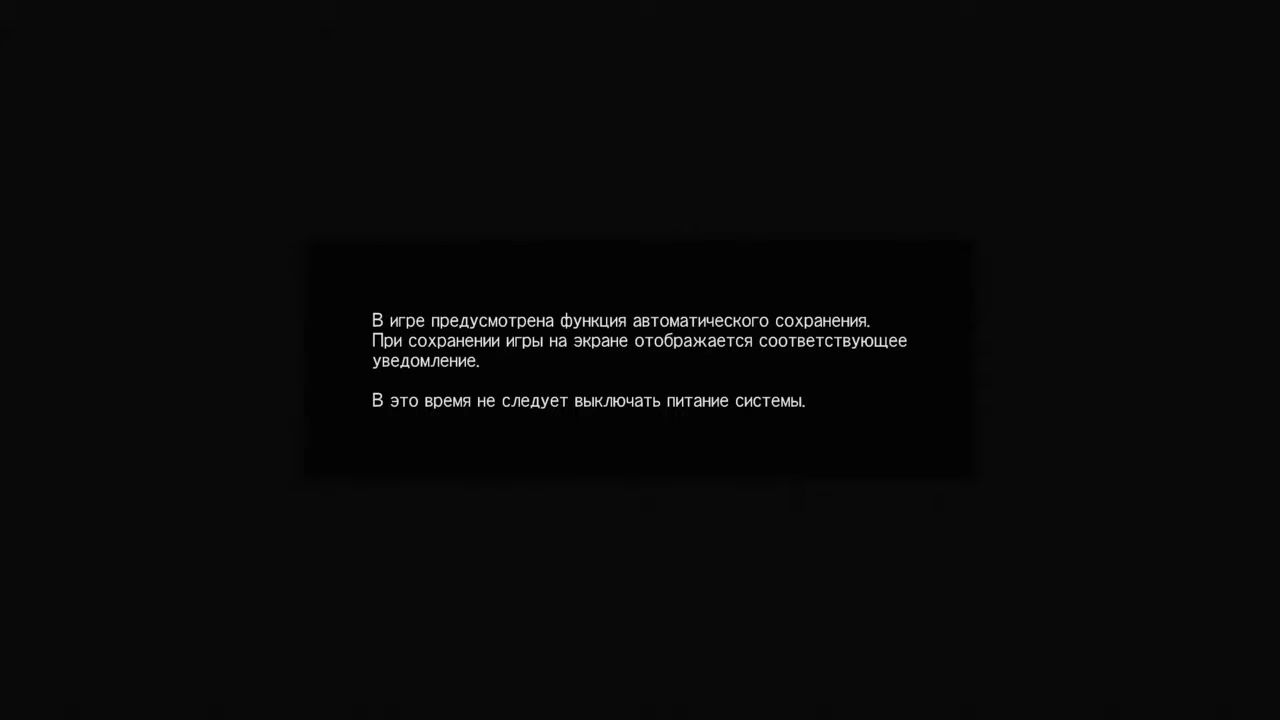 В игре предусмотрена функция автоматического сохранения.
При сохранении игры на экране отображается соответствующее
уведомление.
В это время не следует выключать питание системы.